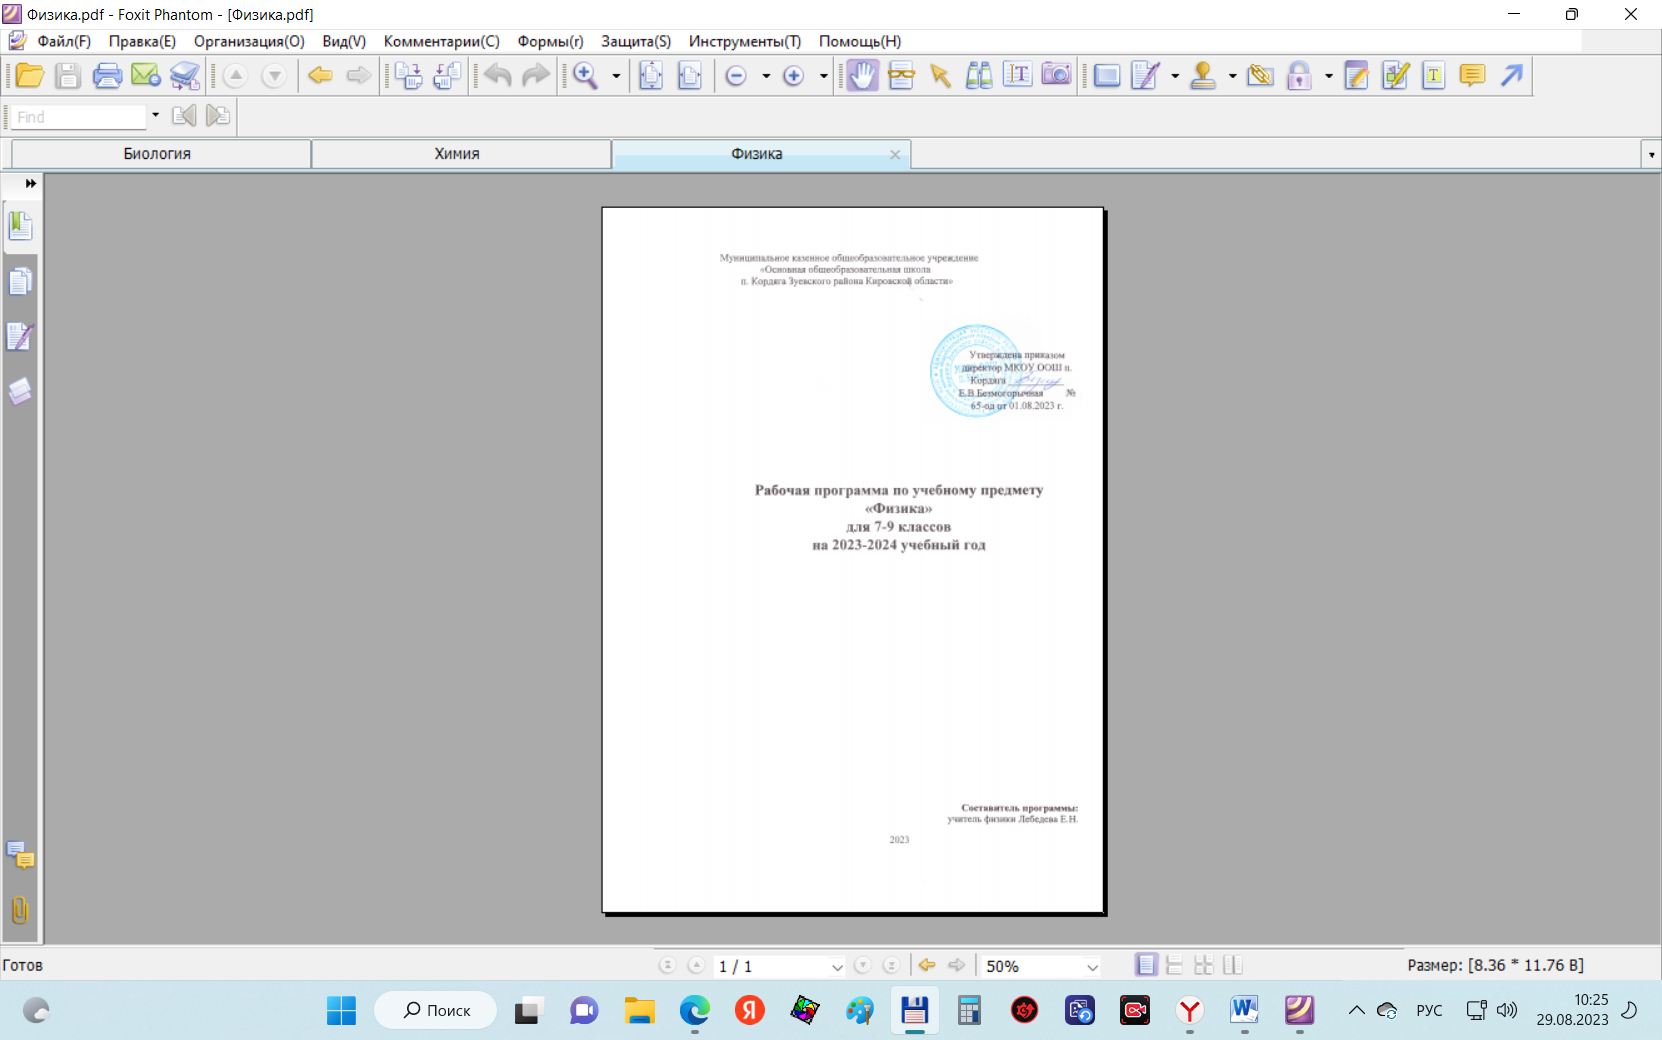 Физика.pdf - Foxit Phantom - [Физика.pdf]
Файл(F) Правка(E) Организация(O) Вид(V) Комментарии(C) Формы(r) Защита(S) Инструменты(T) Помощь(H)
Find
Биология Химия Физика
Муниципальное казенное общеобразовательное учреждение
«Основная общеобразовательная школа
п. Кордяга Зуевского района Кировской области»
Утверждена приказом
директор МКОУ ООШ п.
Кордяга
Е.В.Безмогорычная №
65-од от 01.08.2023 г.
Рабочая программа по учебному предмету
«Физика»
для 7-9 классов
на 2023-2024 учебный год
Составитель программы:
учитель физики Лебедева Е.Н.
2023
Готов 1 / 1 50% Размер: [8.36 * 11.76 В]
Поиск РУС 10:25
29.08.2023